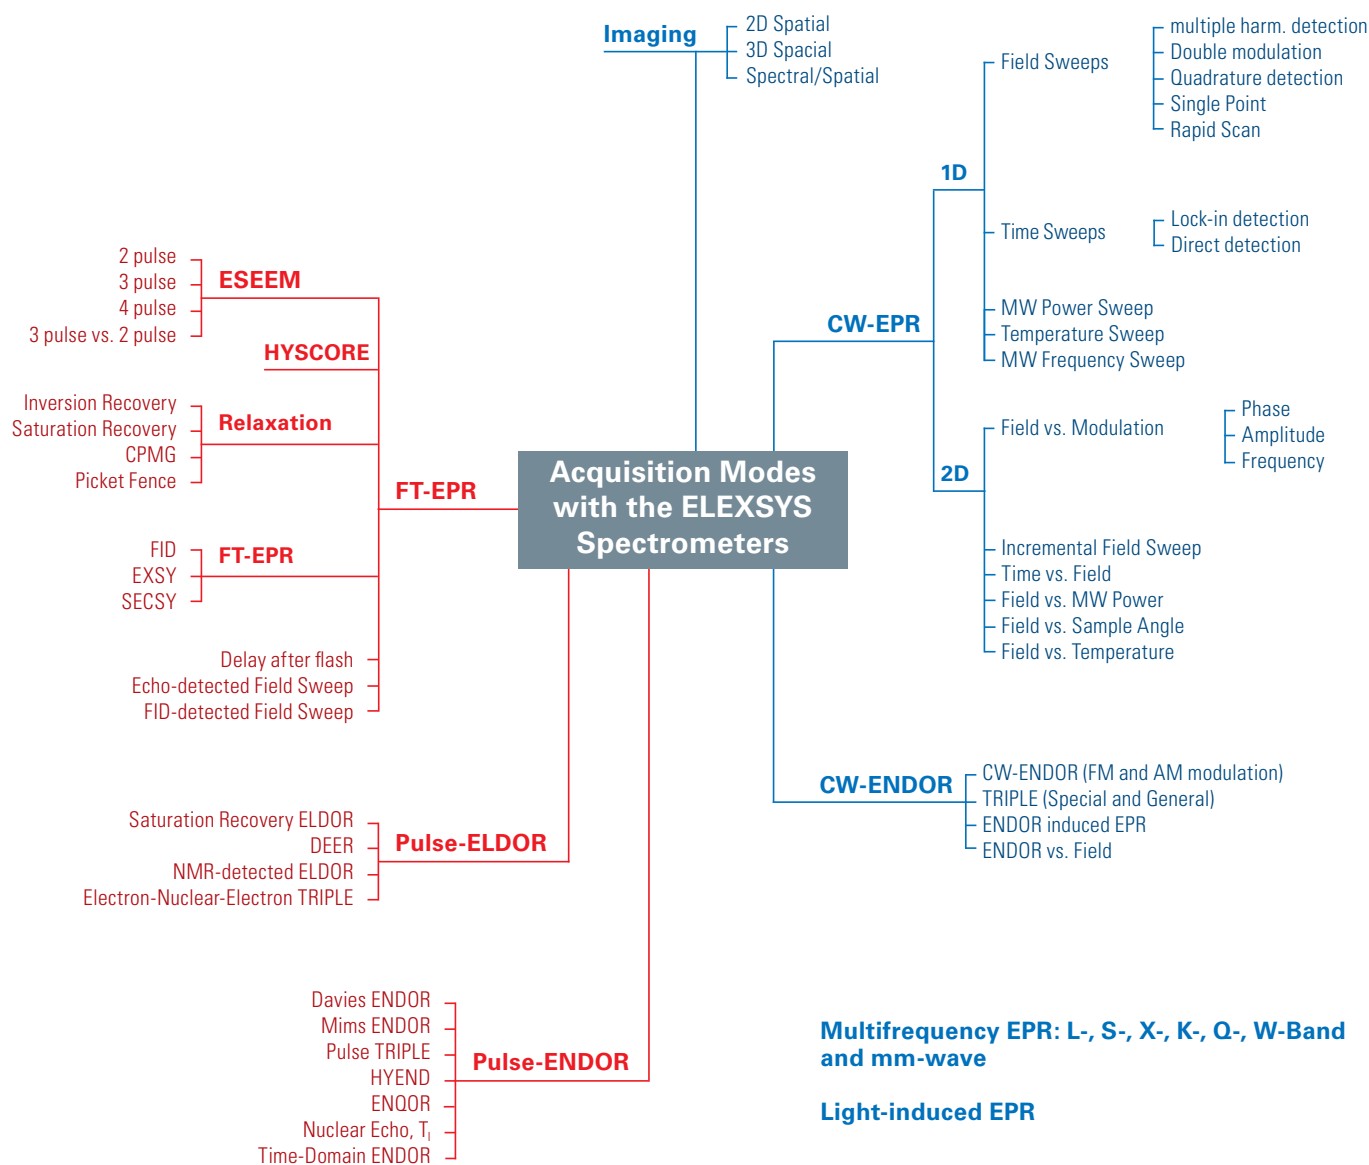 Imaging
2D Spatial
3D Spacial
Spectral/Spatial
Field Sweeps
multiple harm. detection
Double modulation
Quadrature detection
Single Point
Rapid Scan
1D
Time Sweeps
Lock-in detection
Direct detection
MW Power Sweep
Temperature Sweep
MW Frequency Sweep
CW-EPR
2D
Field vs. Modulation
Phase
Amplitude
Frequency
Incremental Field Sweep
Time vs. Field
Field vs. MW Power
Field vs. Sample Angle
Field vs. Temperature
2 pulse
3 pulse
4 pulse
3 pulse vs. 2 pulse
ESEEM
HYSCORE
Inversion Recovery
Saturation Recovery
CPMG
Picket Fence
Relaxation
FT-EPR
FID
EXSY
SECSY
FT-EPR
Delay after flash
Echo-detected Field Sweep
FID-detected Field Sweep
Acquisition Modes
with the ELEXSYS
Spectrometers
CW-ENDOR
CW-ENDOR (FM and AM modulation)
TRIPLE (Special and General)
ENDOR induced EPR
ENDOR vs. Field
Saturation Recovery ELDOR
DEER
NMR-detected ELDOR
Electron-Nuclear-Electron TRIPLE
Pulse-ELDOR
Davies ENDOR
Mims ENDOR
Pulse TRIPLE
HYEND
ENQOR
Nuclear Echo, T<sub>I</sub>
Time-Domain ENDOR
Pulse-ENDOR
Multifrequency EPR: L-, S-, X-, K-, Q-, W-Band
and mm-wave
Light-induced EPR